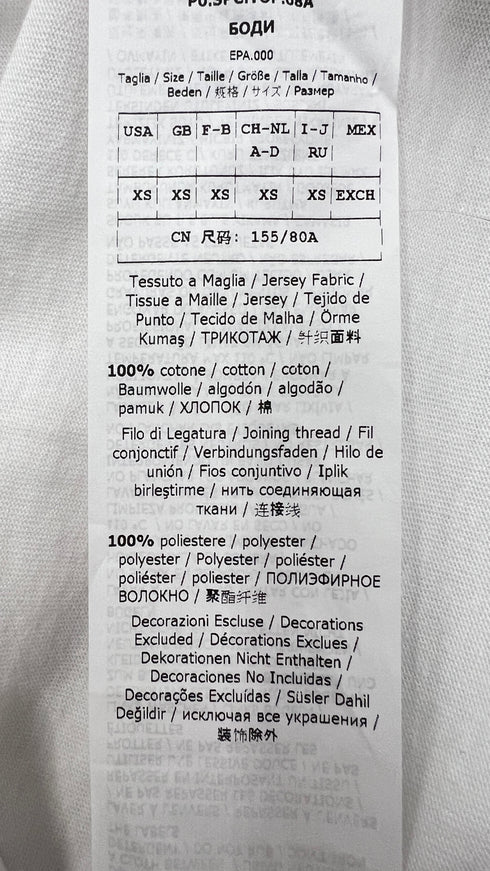 БОДИ
EPA.000
Taglia / Size / Taille / Größe / Talla / Tamanho /
Beden / 规格 / サイズ / Размер
USA GB F-B CH-NL I-J MEX
A-D RU
XS XS XS XS XS EXCH
CN 尺码: 155/80A
Tessuto a Maglia / Jersey Fabric /
Tissue a Maille / Jersey / Tejido de
Punto / Tecido de Malha / Örme
Kumaş / ТРИКОТАЖ / 针织面料
100% cotone / cotton / coton /
Baumwolle / algodón / algodão /
pamuk / ХЛОПОК / 棉
Filo di Legatura / Joining thread / Fil
conjonctif / Verbindungsfaden / Hilo de
unión / Fios conjuntivo / Iplik
birleştirme / нить соединяющая
ткани / 连接线
100% poliestere / polyester /
polyester / Polyester / poliéster /
poliéster / poliester / ПОЛИЭФИРНОЕ
ВОЛОКНО / 聚酯纤维
Decorazioni Escluse / Decorations
Excluded / Décorations Exclues /
Dekorationen Nicht Enthalten /
Decoraciones No Incluidas /
Decorações Excluídas / Süsler Dahil
Değildir / исключая все украшения /
装饰除外